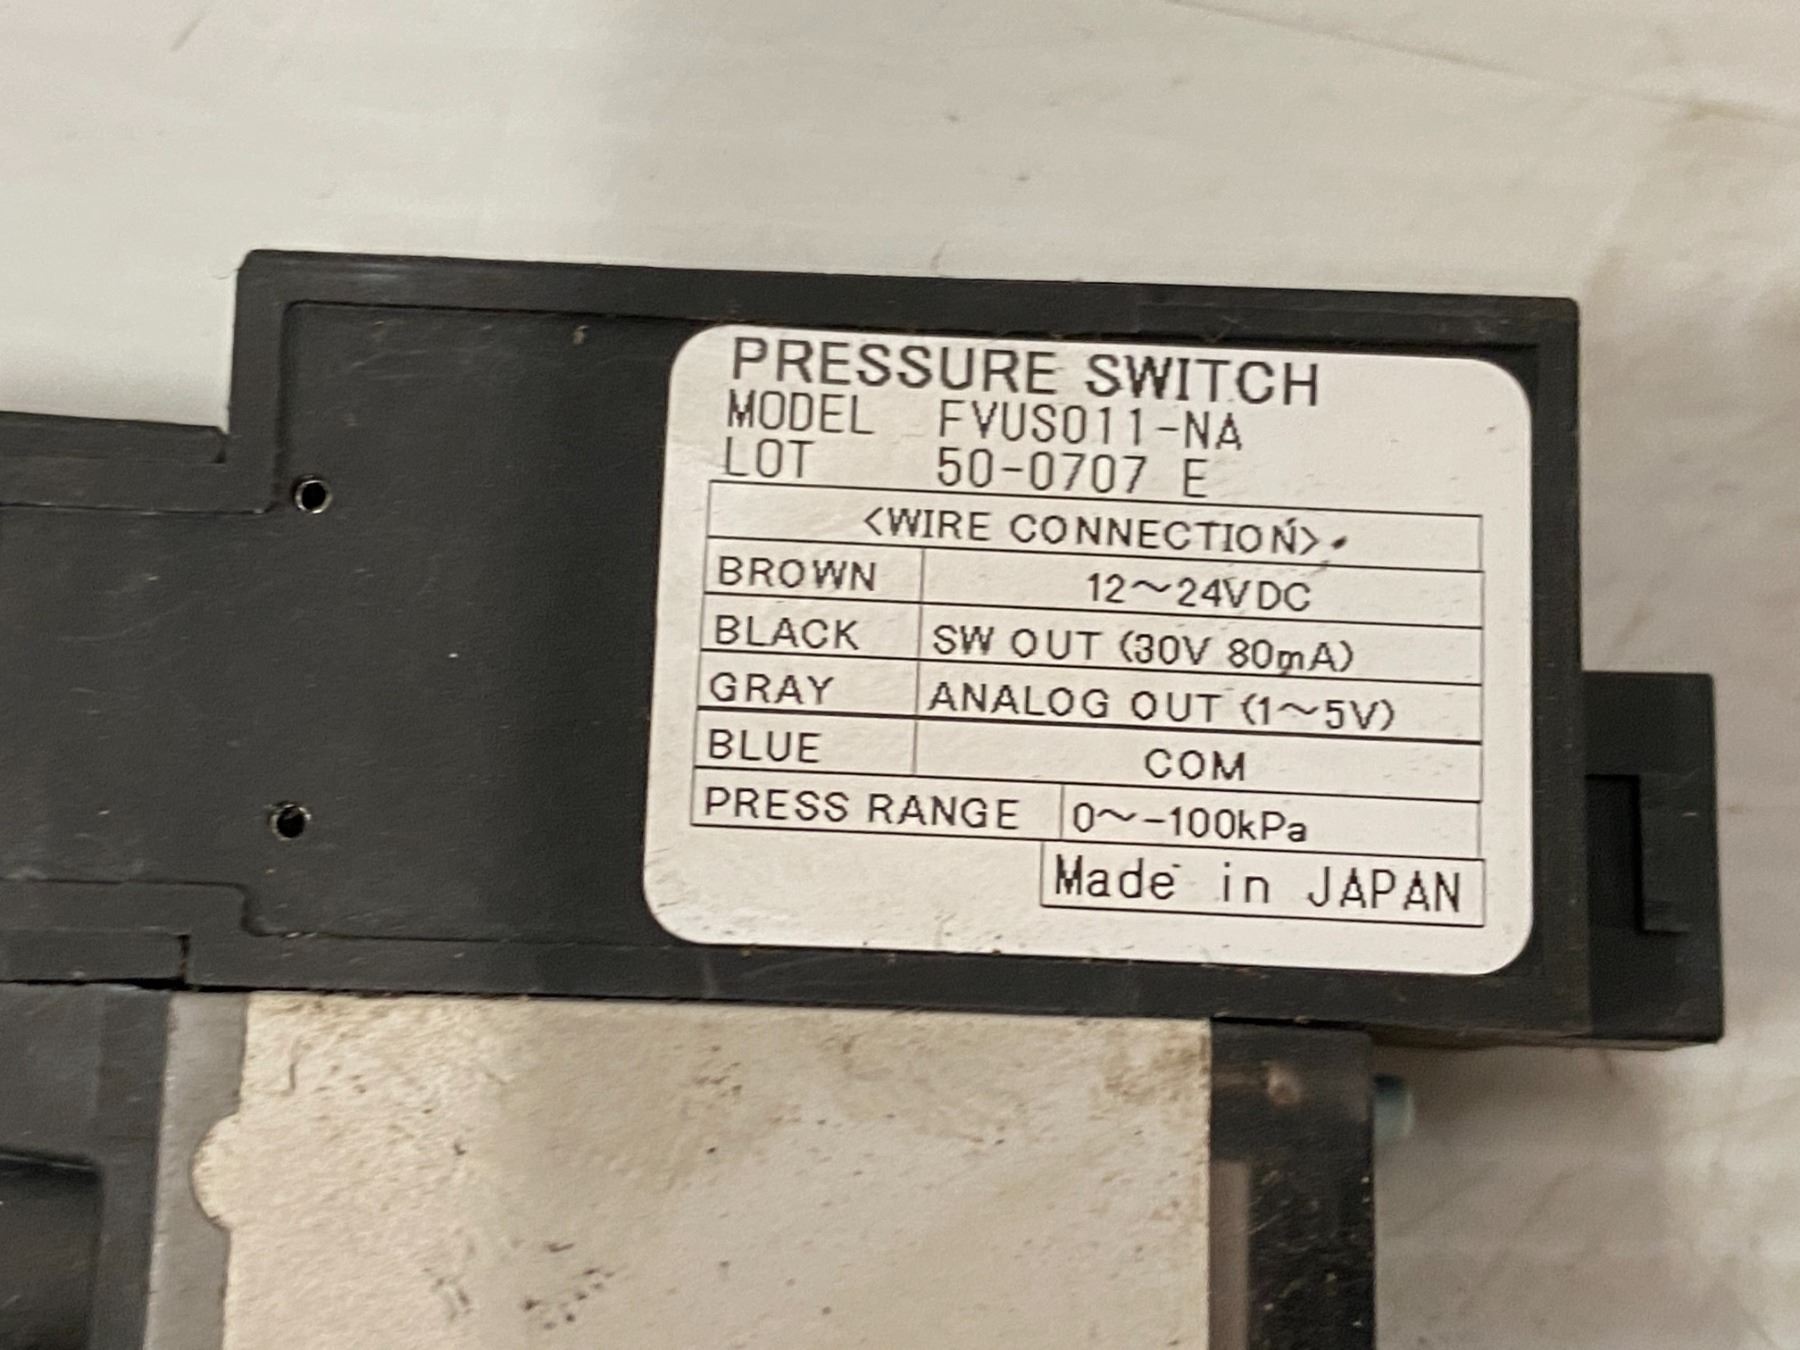 PRESSURE SWITCH
MODEL FVUS011-NA
LOT 50-0707 E
<WIRE CONNECTION>
BROWN 12～24VDC
BLACK SW OUT (30V 80mA)
GRAY ANALOG OUT (1～5V)
BLUE COM
PRESS RANGE 0～-100kPa
Made in JAPAN